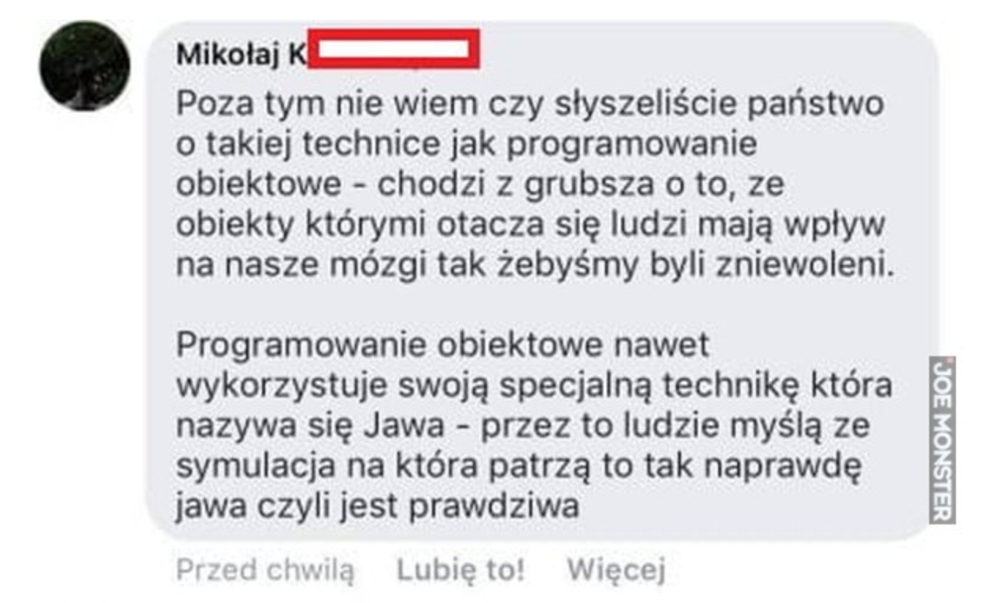 Mikołaj K
Poza tym nie wiem czy słyszeliście państwo
o takiej technice jak programowanie
obiektowe - chodzi z grubsza o to, ze
obiekty którymi otacza się ludzi mają wpływ
na nasze mózgi tak żebyśmy byli zniewoleni.
Programowanie obiektowe nawet
wykorzystuje swoją specjalną technikę która
nazywa się Jawa - przez to ludzie myślą ze
symulacja na która patrzą to tak naprawdę
jawa czyli jest prawdziwa
Przed chwilą Lubię to! Więcej
JOE MONSTER